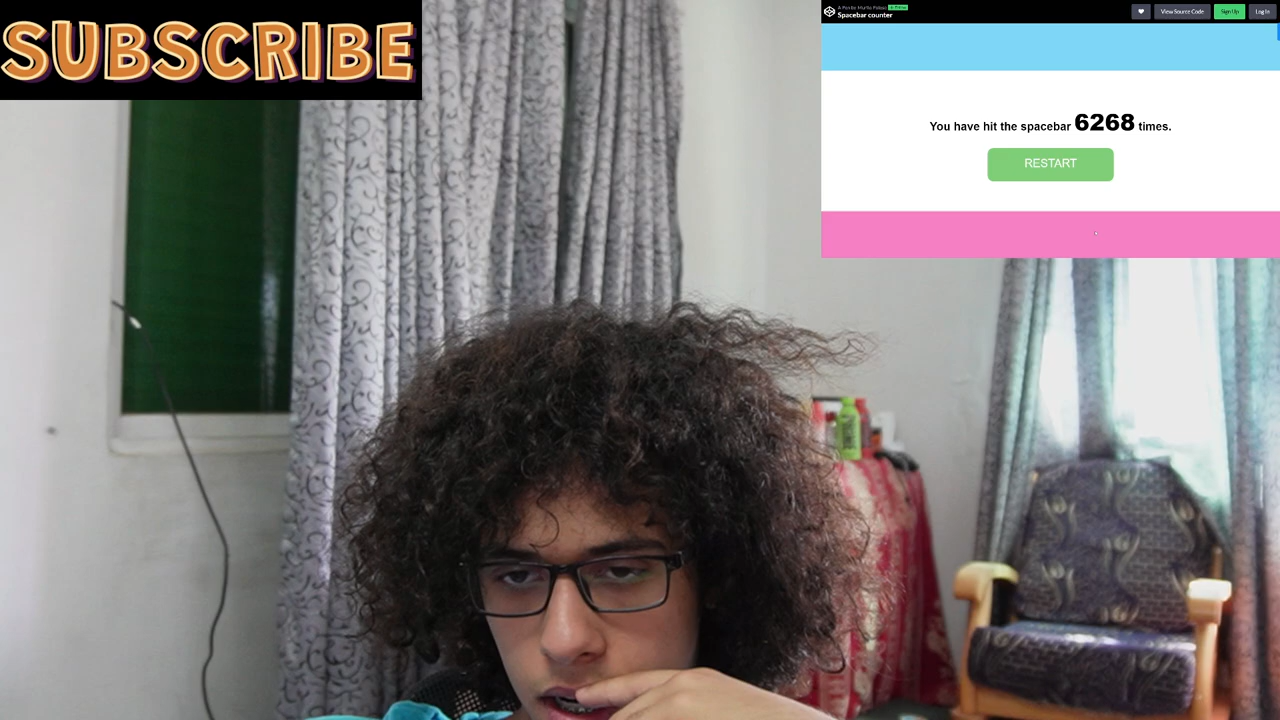 SUBSCRIBE
Spacebar counter
View Source Code
Sign Up
Log In
You have hit the spacebar 6268 times.
RESTART